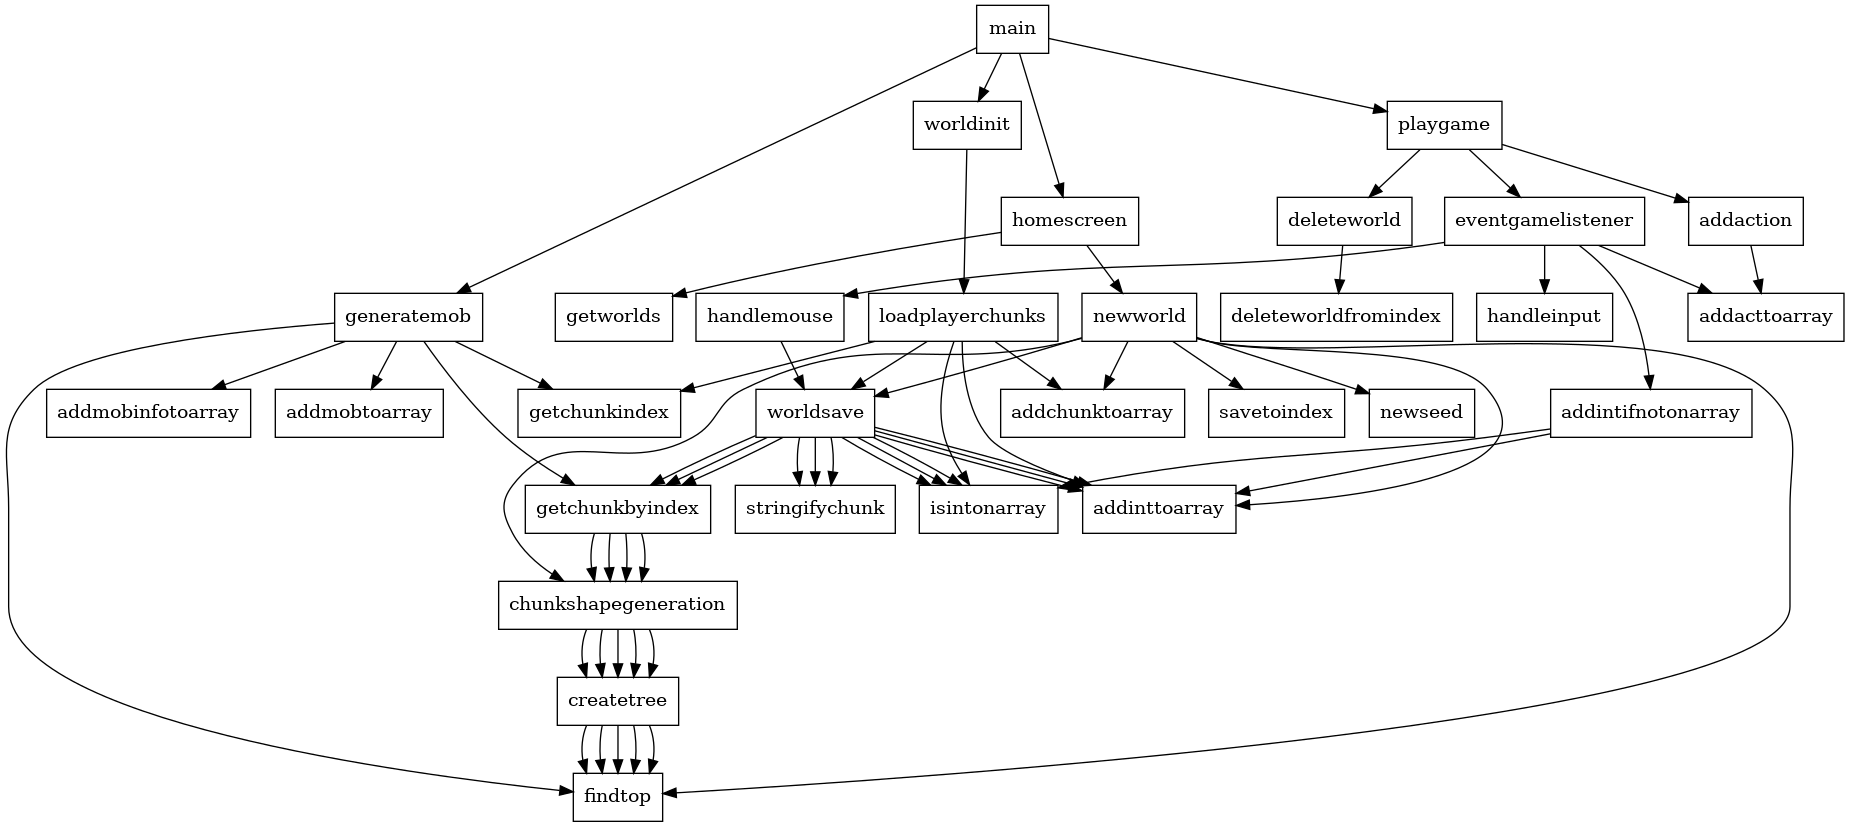 main
worldinit
playgame
homescreen
deleteworld
eventgamelistener
addaction
generatemob
getworlds
handlemouse
loadplayerchunks
newworld
deleteworldfromindex
handleinput
addacttoarray
addmobinfotoarray
addmobtoarray
getchunkindex
worldsave
addchunktoarray
savetoindex
newseed
addintifnotonarray
getchunkbyindex
stringifychunk
isintonarray
addinttoarray
chunkshapegeneration
createtree
findtop